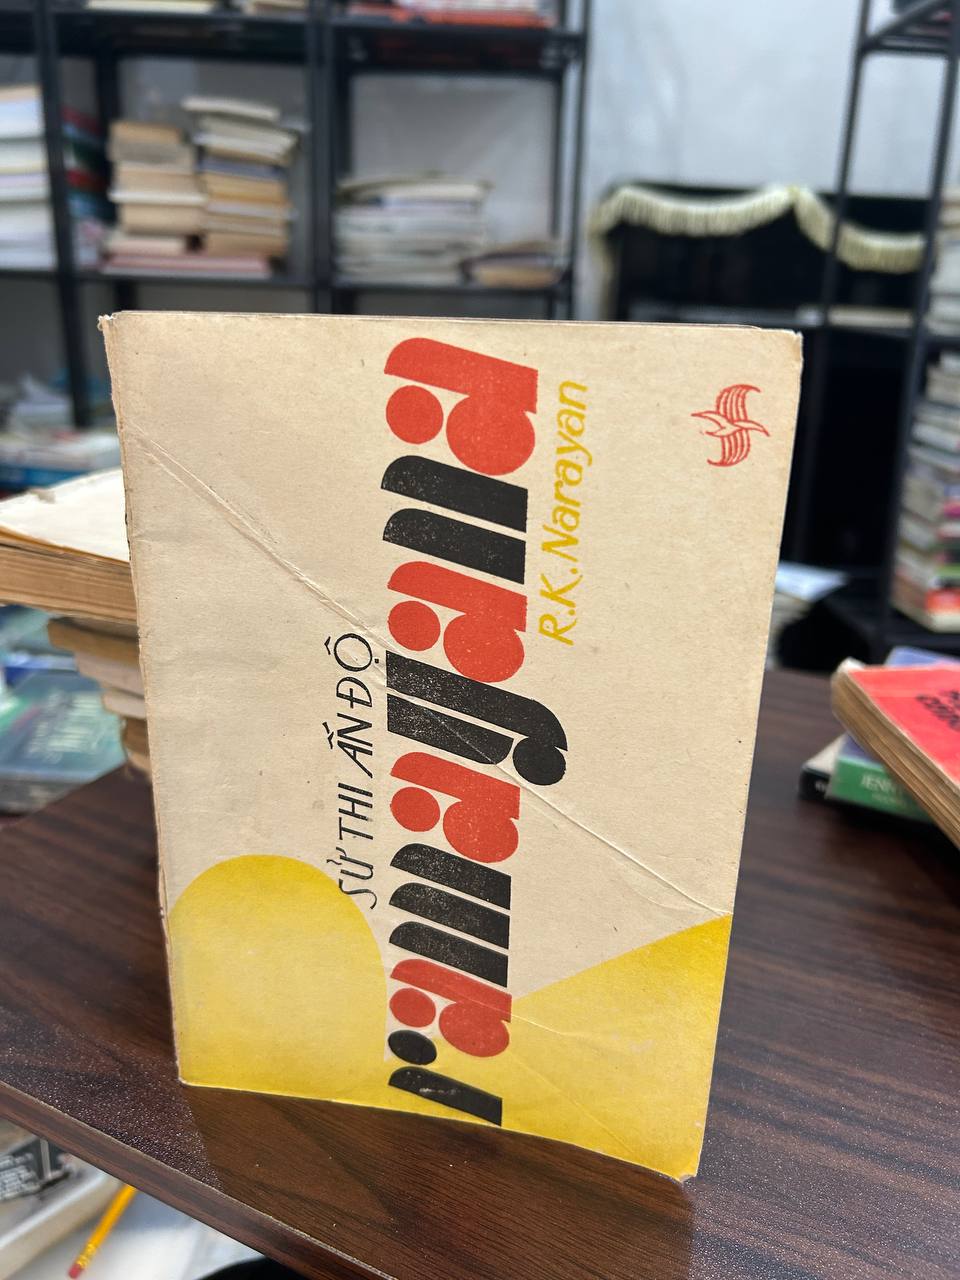 SỬ THI ẤN ĐỘ
ramayana
R.K.Narayan